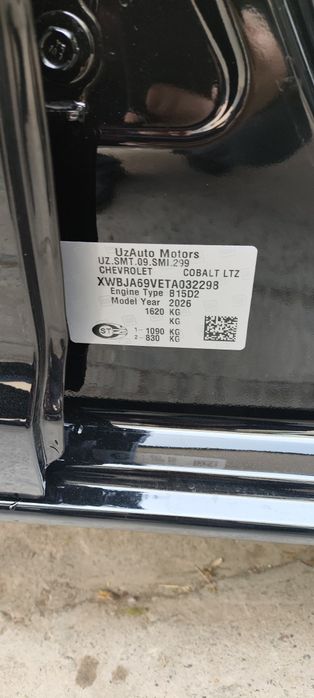 UzAuto Motors
UZ.SMT.09.SMI.299
CHEVROLET COBALT LTZ
XWBJA69VETA032298
Engine Type B15D2
Model Year 2026
1620 KG
KG
1 -1090 KG
2 -830 KG
ST